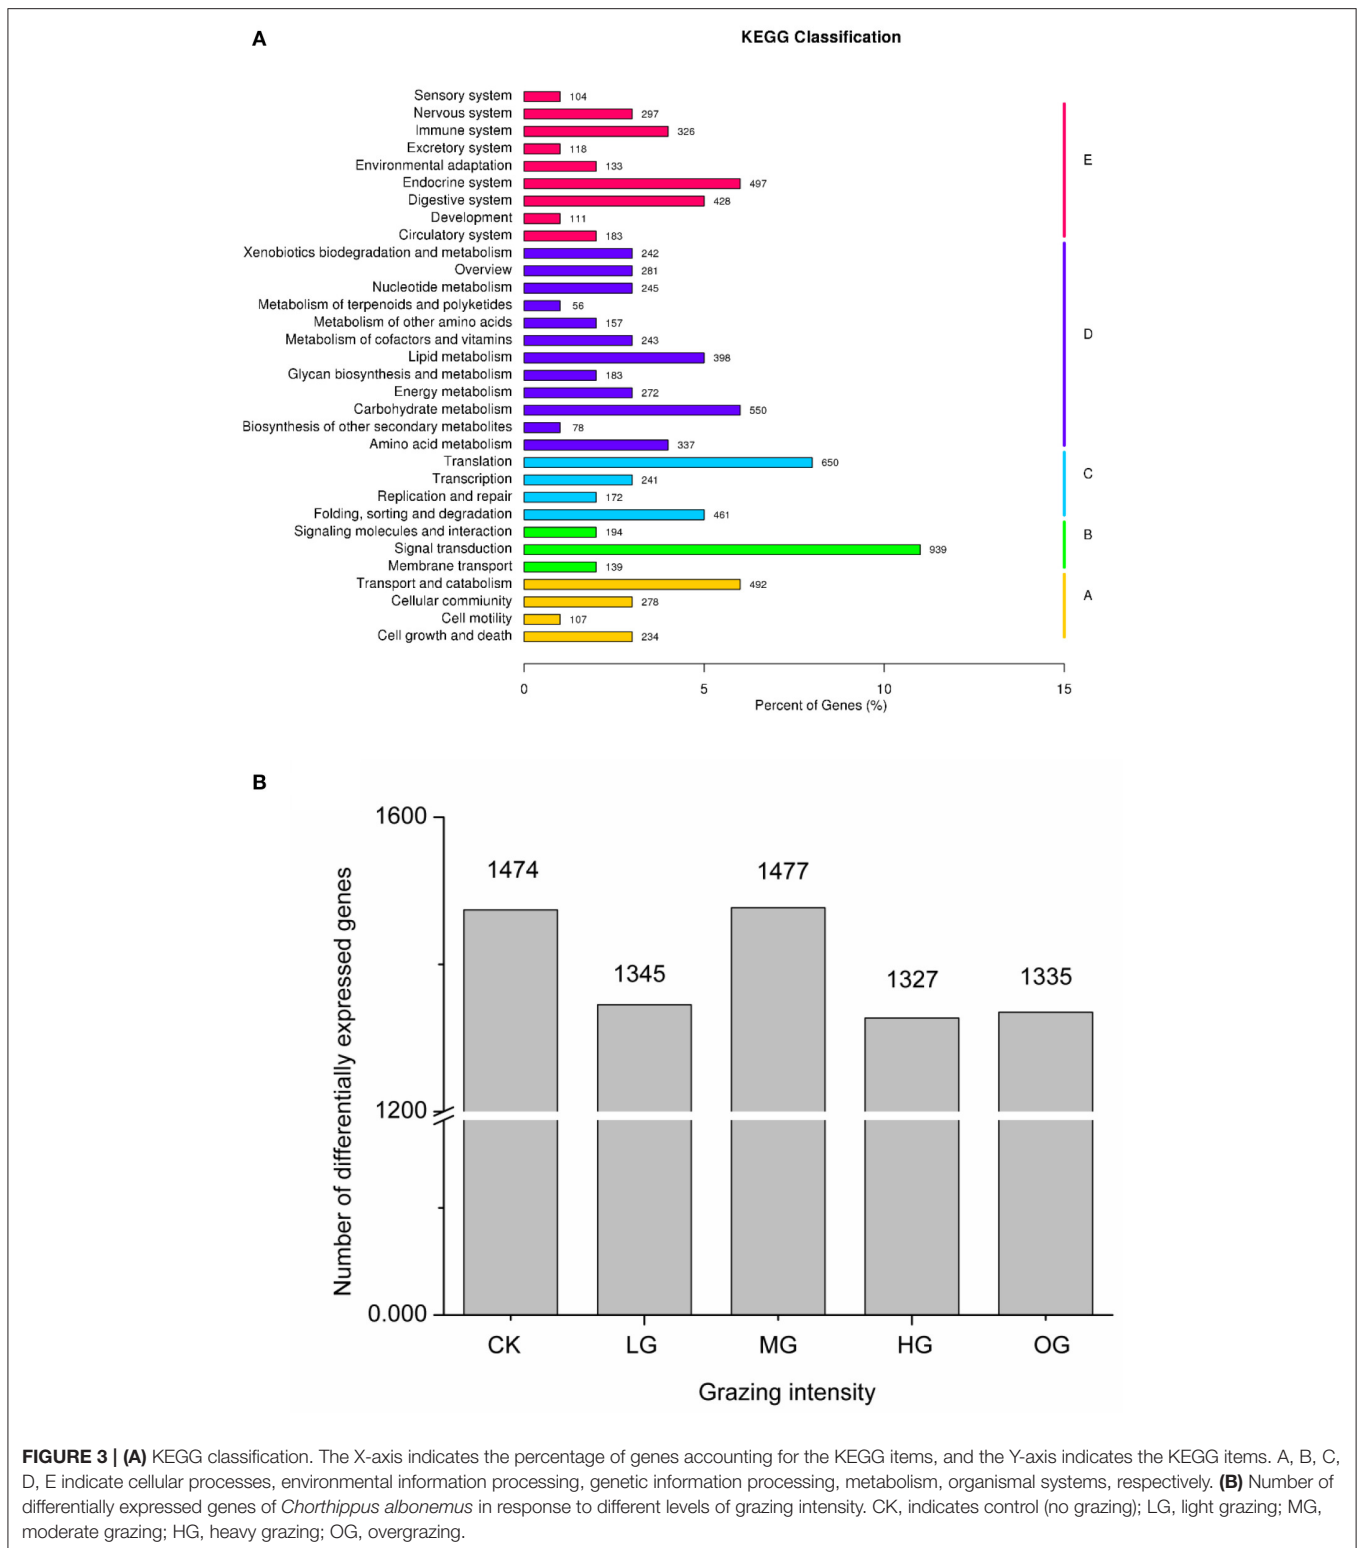 A
KEGG Classification
Sensory system 104
Nervous system 297
Immune system 326
Excretory system 118
Environmental adaptation 133
Endocrine system 497
Digestive system 428
Development 111
Circulatory system 183
E
Xenobiotics biodegradation and metabolism 242
Overview 281
Nucleotide metabolism 245
Metabolism of terpenoids and polyketides 56
Metabolism of other amino acids 157
Metabolism of cofactors and vitamins 243
Lipid metabolism 398
Glycan biosynthesis and metabolism 183
Energy metabolism 272
Carbohydrate metabolism 550
Biosynthesis of other secondary metabolites 78
Amino acid metabolism 337
D
Translation 650
Transcription 241
Replication and repair 172
Folding, sorting and degradation 461
C
Signaling molecules and interaction 194
Signal transduction 939
Membrane transport 139
B
Transport and catabolism 492
Cellular commiunity 278
Cell motility 107
Cell growth and death 234
A
0 5 10 15
Percent of Genes (%)
B
Number of differentially expressed genes
1600
1200
0.000
1474 1345 1477 1327 1335
CK LG MG HG OG
Grazing intensity
FIGURE 3 | (A) KEGG classification. The X-axis indicates the percentage of genes accounting for the KEGG items, and the Y-axis indicates the KEGG items. A, B, C,
D, E indicate cellular processes, environmental information processing, genetic information processing, metabolism, organismal systems, respectively. (B) Number of
differentially expressed genes of Chorthippus albonemus in response to different levels of grazing intensity. CK, indicates control (no grazing); LG, light grazing; MG,
moderate grazing; HG, heavy grazing; OG, overgrazing.